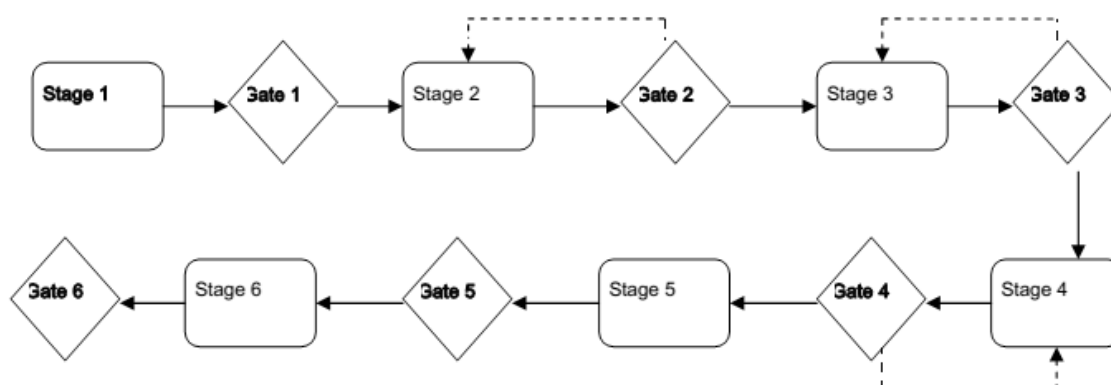 Stage 1
Gate 1
Stage 2
Gate 2
Stage 3
Gate 3
Gate 6
Stage 6
Gate 5
Stage 5
Gate 4
Stage 4